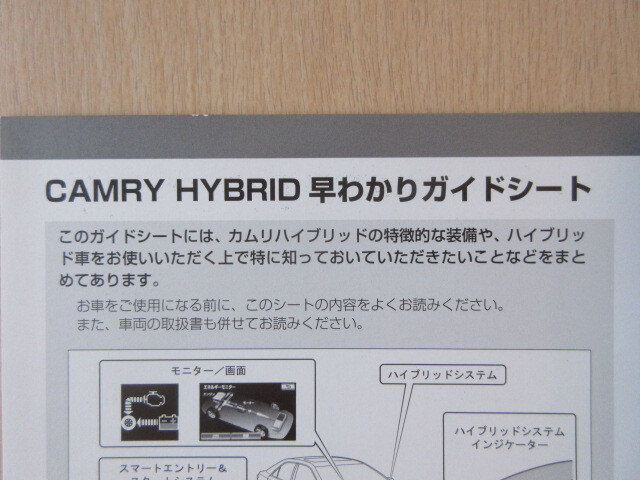 CAMRY HYBRID 早わかりガイドシート
このガイドシートには、カムリハイブリッドの特徴的な装備や、ハイブリッ
ド車をお使いいただく上で特に知っておいていただきたいことなどをまと
めてあります。
お車をご使用になる前に、このシートの内容をよくお読みください。
また、車両の取扱書も併せてお読みください。
モニター／画面
エネルギーモニター
ハイブリッドシステム
ハイブリッドシステム
インジケーター
スマートエントリー＆